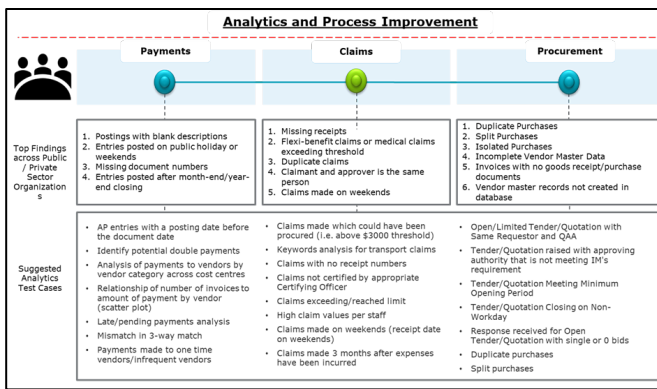 Analytics and Process Improvement
Payments
Claims
Procurement
Top Findings
across Public
/ Private
Sector
Organization
s
1. Postings with blank descriptions
2. Entries posted on public holiday or
weekends
3. Missing document numbers
4. Entries posted after month-end/year-
end closing
1. Missing receipts
2. Flexi-benefit claims or medical claims
exceeding threshold
3. Duplicate claims
4. Claimant and approver is the same
person
5. Claims made on weekends
1. Duplicate Purchases
2. Split Purchases
3. Isolated Purchases
4. Incomplete Vendor Master Data
5. Invoices with no goods receipt/purchase
documents
6. Vendor master records not created in
database
Suggested
Analytics
Test Cases
• AP entries with a posting date before
the document date
• Identify potential double payments
• Analysis of payments to vendors by
vendor category across cost centres
• Relationship of number of invoices to
amount of payment by vendor
(scatter plot)
• Late/pending payments analysis
• Mismatch in 3-way match
• Payments made to one time
vendors/infrequent vendors
• Claims made which could have been
procured (i.e. above $3000 threshold)
• Keywords analysis for transport claims
• Claims with no receipt numbers
• Claims not certified by appropriate
Certifying Officer
• Claims exceeding/reached limit
• High claim values per staff
• Claims made on weekends (receipt date
on weekends)
• Claims made 3 months after expenses
have been incurred
• Open/Limited Tender/Quotation with
Same Requestor and QAA
• Tender/Quotation raised with approving
authority that is not meeting IM's
requirement
• Tender/Quotation Meeting Minimum
Opening Period
• Tender/Quotation Closing on Non-
Workday
• Response received for Open
Tender/Quotation with single or 0 bids
• Duplicate purchases
• Split purchases